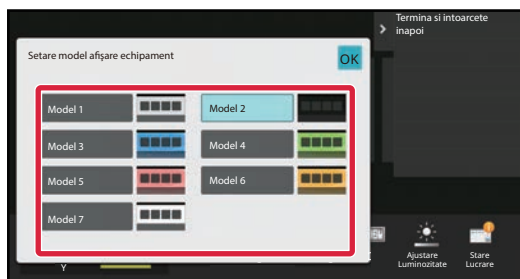 Termina si intoarcete
inapoi
Setare model afişare echipament
OK
Model 1
Model 2
Model 3
Model 4
Model 5
Model 6
Model 7
Y
Ajustare
Luminozitate
Stare
Lucrare